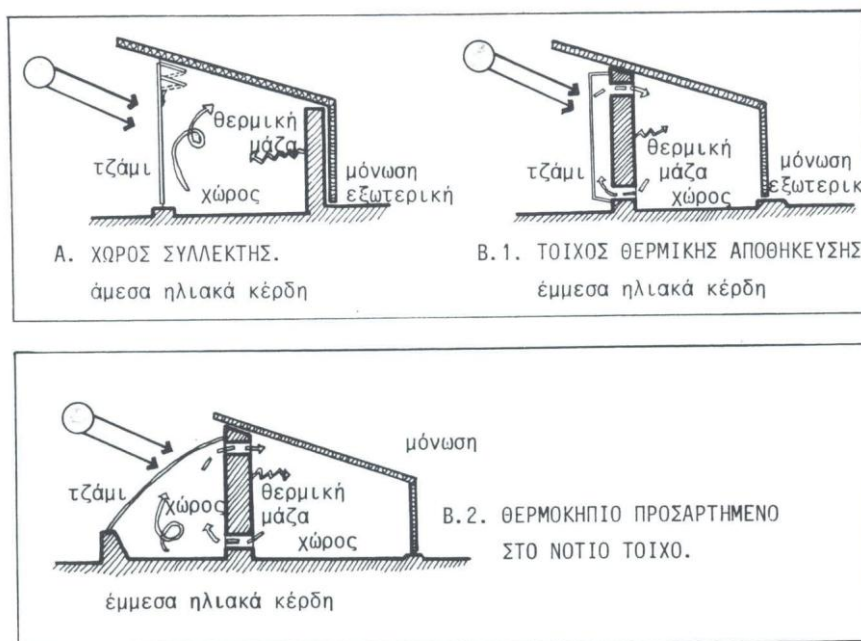 θερμική
μάζα
τζάμι
χώρος
μόνωση
εξωτερική
Α. ΧΩΡΟΣ ΣΥΛΛΕΚΤΗΣ.
άμεσα ηλιακά κέρδη
θερμική
μάζα
τζάμι
χώρος
μόνωση
εξωτερικ
Β.1. ΤΟΙΧΟΣ ΘΕΡΜΙΚΗΣ ΑΠΟΘΗΚΕΥΣΗΣ
έμμεσα ηλιακά κέρδη
μόνωση
τζάμι
χώρος
θερμική
μάζα
χώρος
Β.2. ΘΕΡΜΟΚΗΠΙΟ ΠΡΟΣΑΡΤΗΜΕΝΟ
ΣΤΟ ΝΟΤΙΟ ΤΟΙΧΟ.
έμμεσα ηλιακά κέρδη